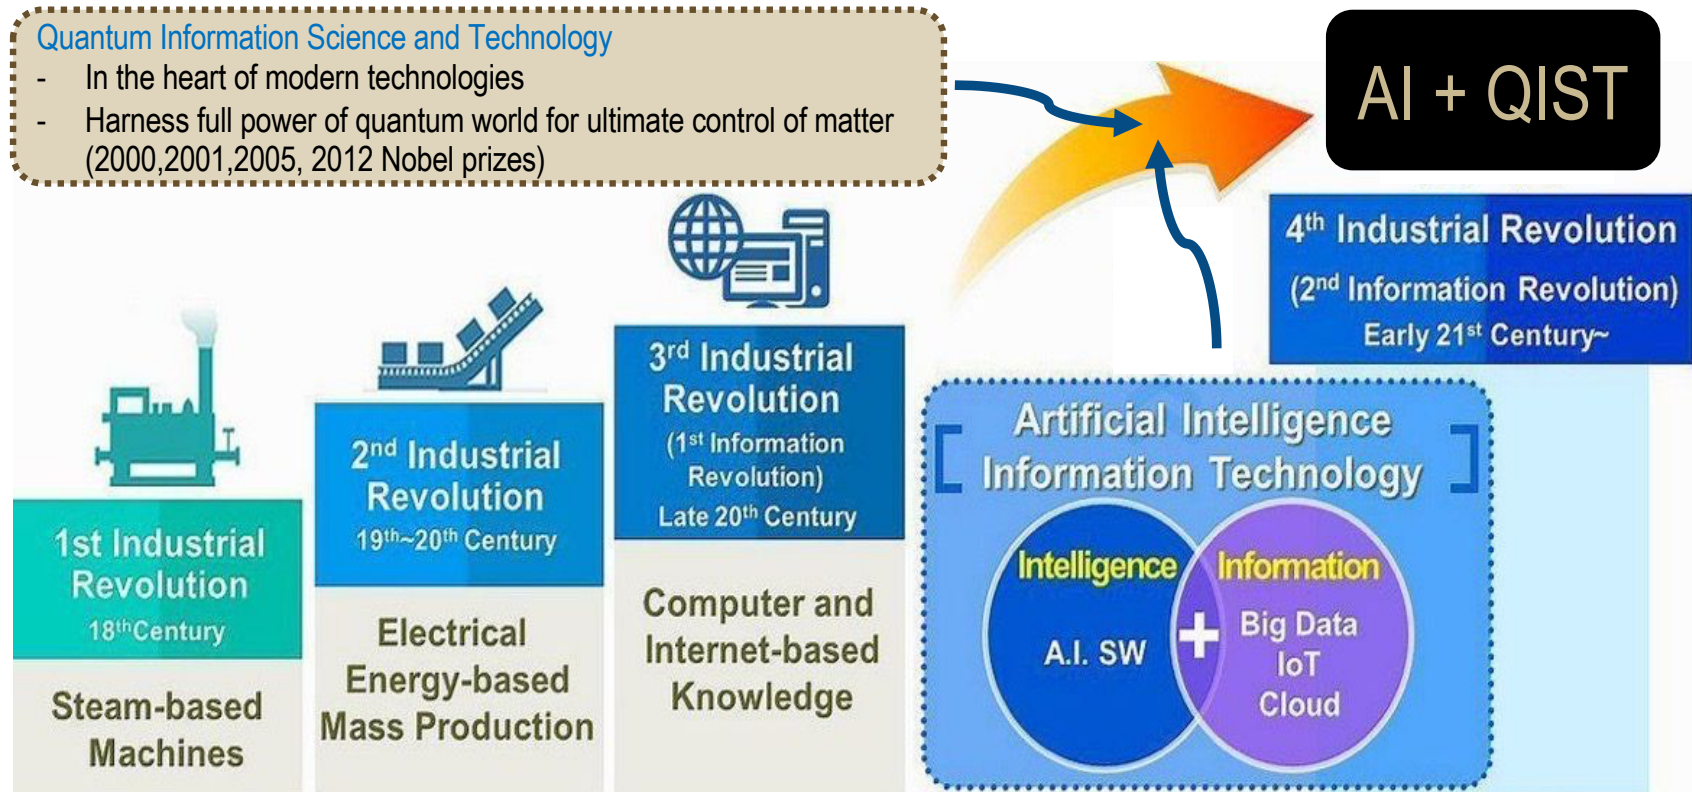 Quantum Information Science and Technology
- In the heart of modern technologies
- Harness full power of quantum world for ultimate control of matter
(2000,2001,2005, 2012 Nobel prizes)
AI + QIST
4th Industrial Revolution
(2nd Information Revolution)
Early 21st Century~
3rd Industrial
Revolution
(1st Information
Revolution)
Late 20th Century
Computer and
Internet-based
Knowledge
2nd Industrial
Revolution
19th~20th Century
Electrical
Energy-based
Mass Production
1st Industrial
Revolution
18thCentury
Steam-based
Machines
[ Artificial Intelligence
Information Technology ]
Intelligence
A.I. SW
+
Information
Big Data
IoT
Cloud